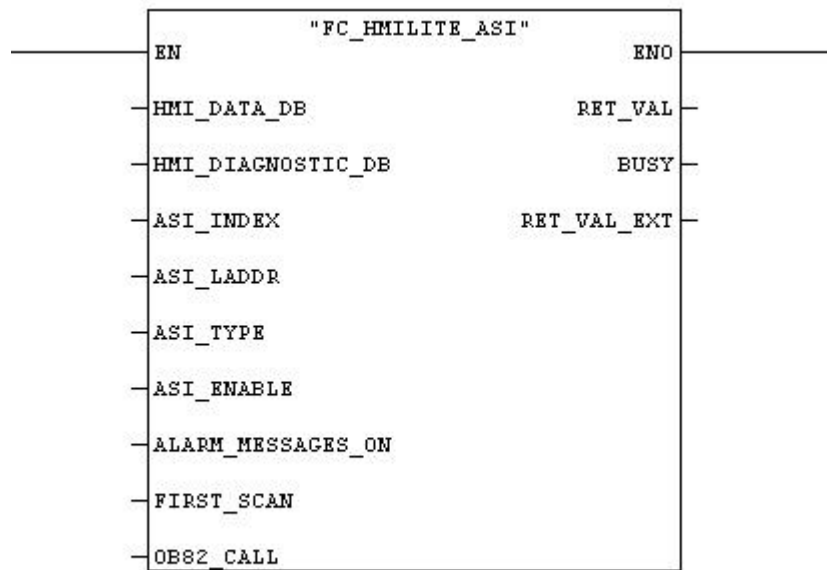 "FC_HMILITE_ASI"
EN ENO
HMI_DATA_DB RET_VAL
HMI_DIAGNOSTIC_DB BUSY
ASI_INDEX RET_VAL_EXT
ASI_LADDR
ASI_TYPE
ASI_ENABLE
ALARM_MESSAGES_ON
FIRST_SCAN
OB82_CALL